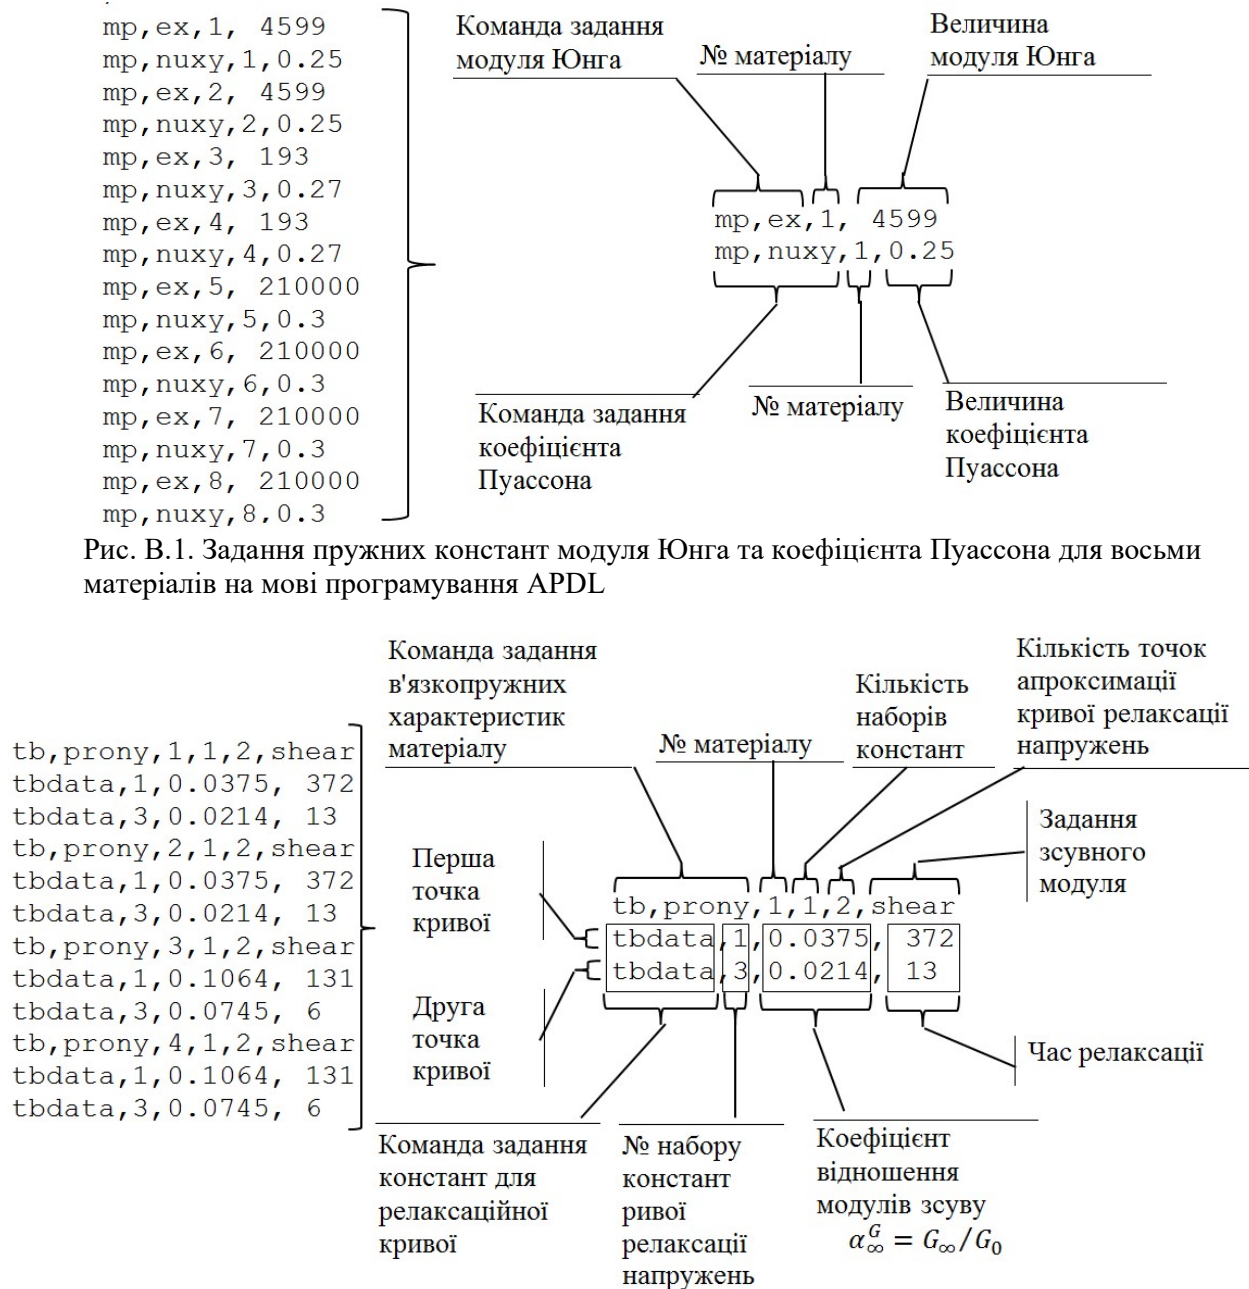 mp,ex,1, 4599
mp,nuxy,1,0.25
mp,ex,2, 4599
mp,nuxy,2,0.25
mp,ex,3, 193
mp,nuxy,3,0.27
mp,ex,4, 193
mp,nuxy,4,0.27
mp,ex,5, 210000
mp,nuxy,5,0.3
mp,ex,6, 210000
mp,nuxy,6,0.3
mp,ex,7, 210000
mp,nuxy,7,0.3
mp,ex,8, 210000
mp,nuxy,8,0.3
Команда задання
модуля Юнга
№ матеріалу
Величина
модуля Юнга
mp,ex,1, 4599
mp,nuxy,1,0.25
Команда задання
коефіцієнта
Пуассона
№ матеріалу
Величина
коефіцієнта
Пуассона
Рис. В.1. Задання пружних констант модуля Юнга та коефіцієнта Пуассона для восьми
матеріалів на мові програмування APDL
tb,prony,1,1,2,shear
tbdata,1,0.0375, 372
tbdata,3,0.0214, 13
tb,prony,2,1,2,shear
tbdata,1,0.0375, 372
tbdata,3,0.0214, 13
tb,prony,3,1,2,shear
tbdata,1,0.1064, 131
tbdata,3,0.0745, 6
tb,prony,4,1,2,shear
tbdata,1,0.1064, 131
tbdata,3,0.0745, 6
Команда задання
в'язкопружних
характеристик
матеріалу
№ матеріалу
Кількість
наборів
констант
Кількість точок
апроксимації
кривої релаксації
напружень
Задання
зсувного
модуля
Перша
точка
кривої
tb,prony,1,1,2,shear
tbdata,1,0.0375, 372
tbdata,3,0.0214, 13
Друга
точка
кривої
Час релаксації
Команда задання
констант для
релаксаційної
кривої
№ набору
констант
ривої
релаксації
напружень
Коефіцієнт
відношення
модулів зсуву
α_∞^G = G_∞/G_0